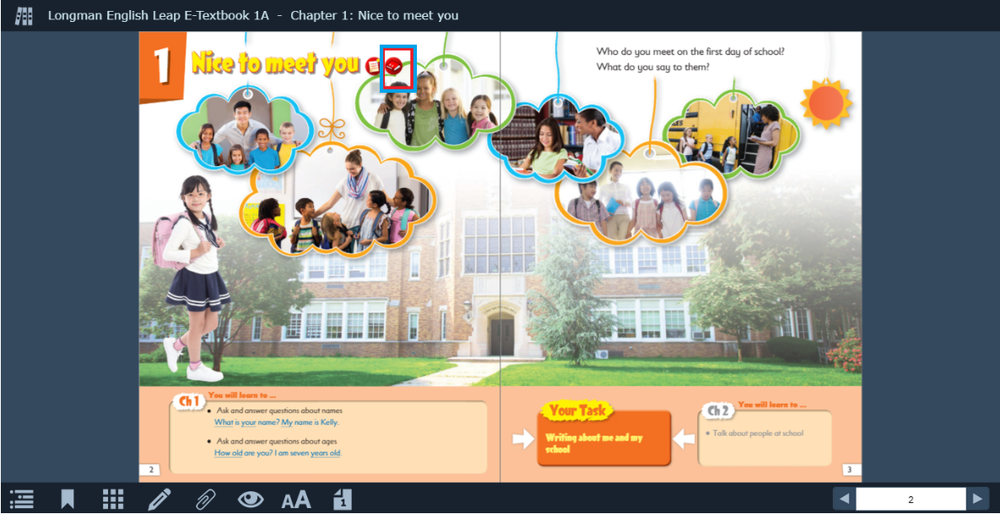 Longman English Leap E-Textbook 1A - Chapter 1: Nice to meet you
1
Nice to meet you
Who do you meet on the first day of school?
What do you say to them?
Ch 1
You will learn to ...
• Ask and answer questions about names
What is your name? My name is Kelly.
• Ask and answer questions about ages
How old are you? I am seven years old.
2
Your Task
Writing about me and my
school
Ch 2
You will learn to ...
• Talk about people at school
3
AA
1
2